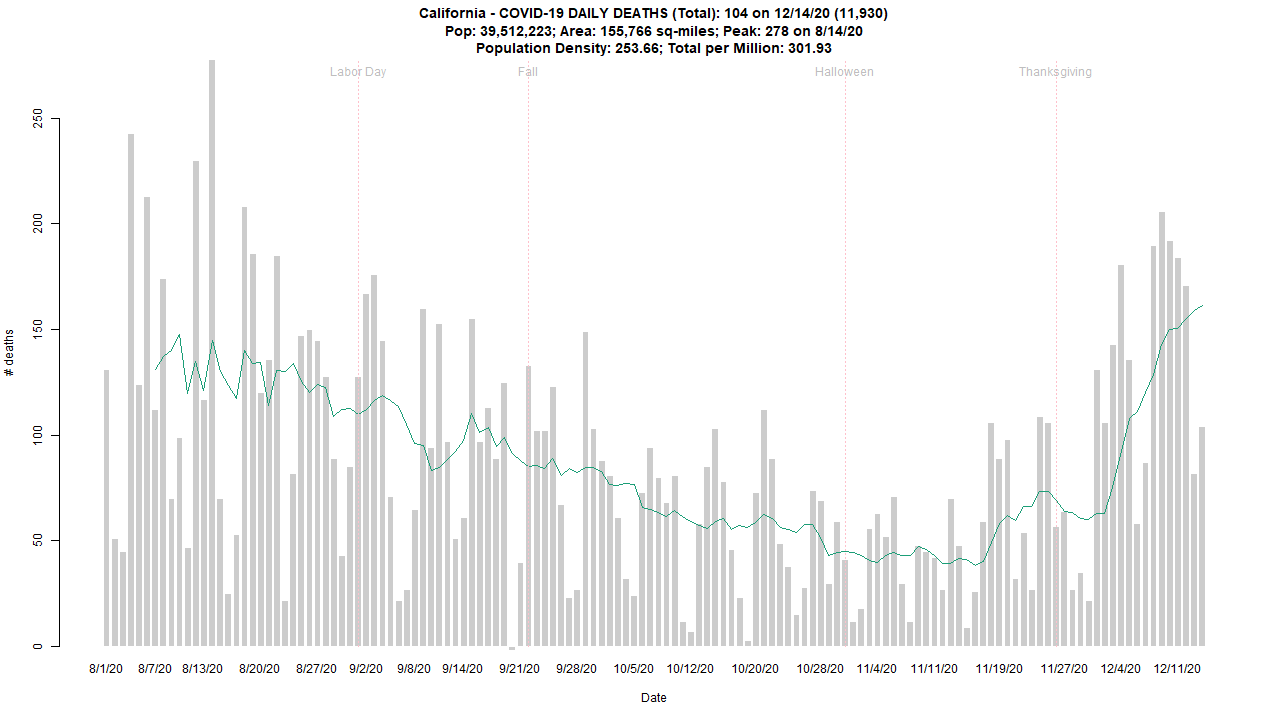 California - COVID-19 DAILY DEATHS (Total): 104 on 12/14/20 (11,930)
Pop: 39,512,223; Area: 155,766 sq-miles; Peak: 278 on 8/14/20
Population Density: 253.66; Total per Million: 301.93
Labor Day Fall Halloween Thanksgiving
250
200
150
100
50
0
# deaths
8/1/20 8/7/20 8/13/20 8/20/20 8/27/20 9/2/20 9/8/20 9/14/20 9/21/20 9/28/20 10/5/20 10/12/20 10/20/20 10/28/20 11/4/20 11/11/20 11/19/20 11/27/20 12/4/20 12/11/20
Date